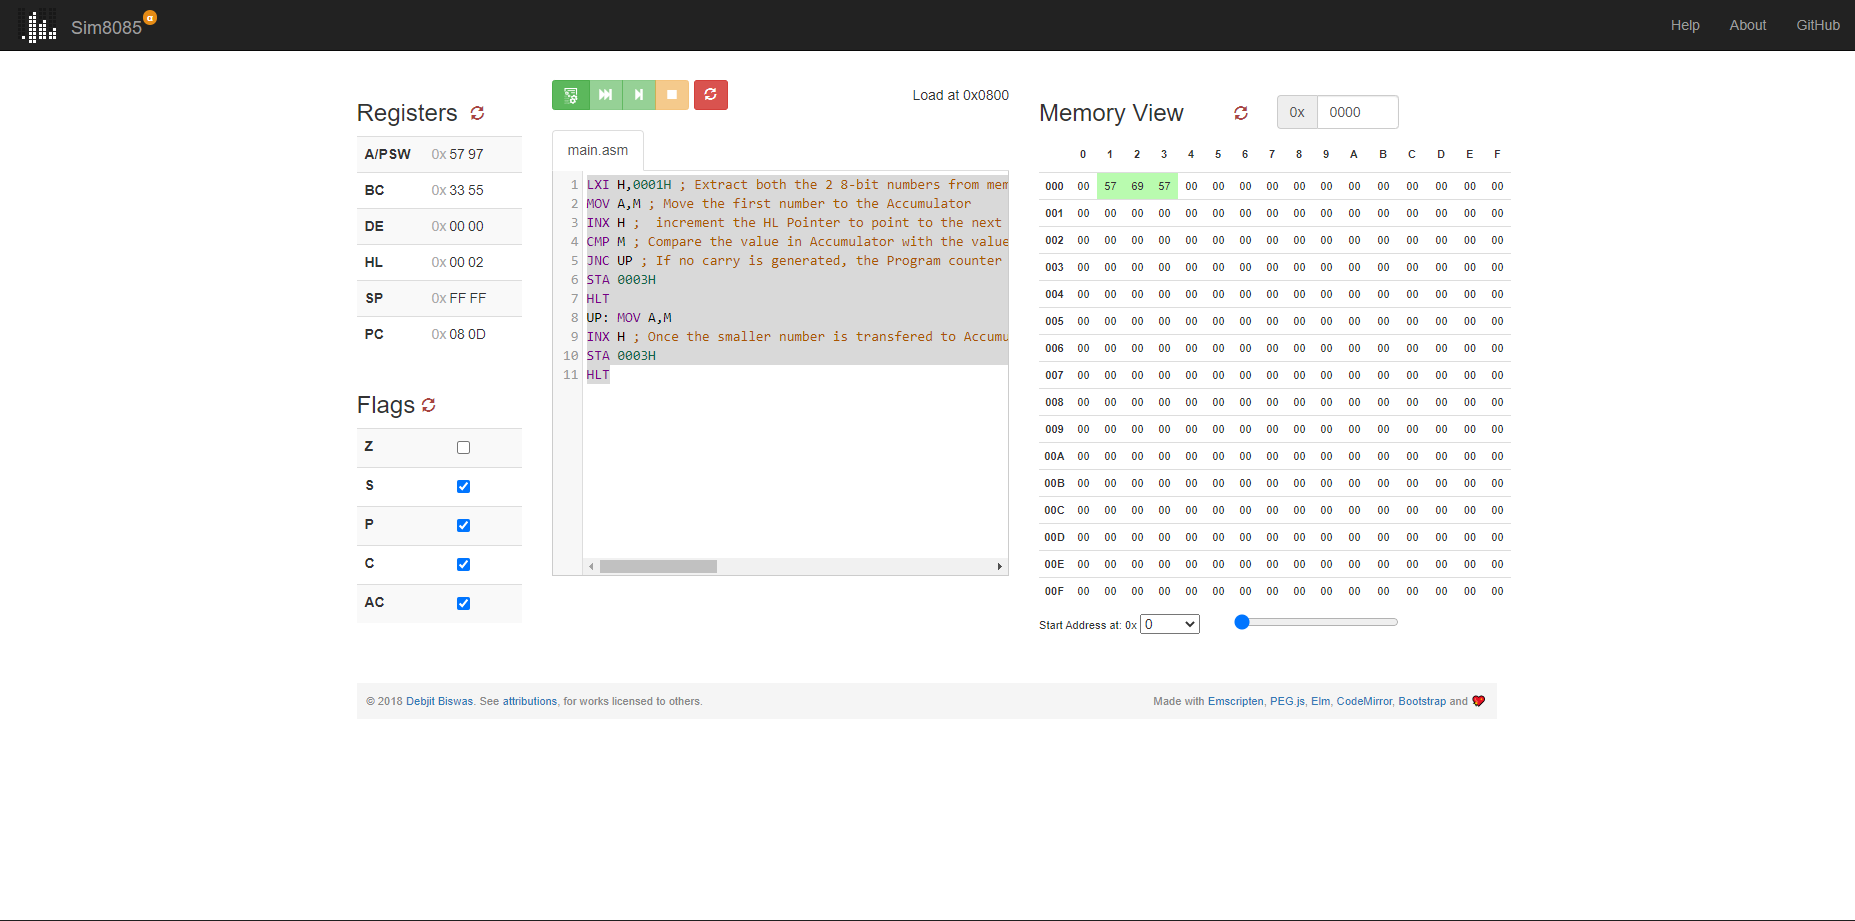 Sim8085 α
Help About GitHub
Registers
A/PSW 0x 57 97
BC 0x 33 55
DE 0x 00 00
HL 0x 00 02
SP 0x FF FF
PC 0x 08 0D
Flags
Z
S
P
C
AC
Load at 0x0800
main.asm
1 LXI H,0001H ; Extract both the 2 8-bit numbers from mem
2 MOV A,M ; Move the first number to the Accumulator
3 INX H ;  increment the HL Pointer to point to the next
4 CMP M ; Compare the value in Accumulator with the value
5 JNC UP ; If no carry is generated, the Program counter
6 STA 0003H
7 HLT
8 UP: MOV A,M
9 INX H ; Once the smaller number is transfered to Accumu
10 STA 0003H
11 HLT
Memory View 0x 0000
0 1 2 3 4 5 6 7 8 9 A B C D E F
000 00 57 69 57 00 00 00 00 00 00 00 00 00 00 00 00
001 00 00 00 00 00 00 00 00 00 00 00 00 00 00 00 00
002 00 00 00 00 00 00 00 00 00 00 00 00 00 00 00 00
003 00 00 00 00 00 00 00 00 00 00 00 00 00 00 00 00
004 00 00 00 00 00 00 00 00 00 00 00 00 00 00 00 00
005 00 00 00 00 00 00 00 00 00 00 00 00 00 00 00 00
006 00 00 00 00 00 00 00 00 00 00 00 00 00 00 00 00
007 00 00 00 00 00 00 00 00 00 00 00 00 00 00 00 00
008 00 00 00 00 00 00 00 00 00 00 00 00 00 00 00 00
009 00 00 00 00 00 00 00 00 00 00 00 00 00 00 00 00
00A 00 00 00 00 00 00 00 00 00 00 00 00 00 00 00 00
00B 00 00 00 00 00 00 00 00 00 00 00 00 00 00 00 00
00C 00 00 00 00 00 00 00 00 00 00 00 00 00 00 00 00
00D 00 00 00 00 00 00 00 00 00 00 00 00 00 00 00 00
00E 00 00 00 00 00 00 00 00 00 00 00 00 00 00 00 00
00F 00 00 00 00 00 00 00 00 00 00 00 00 00 00 00 00
Start Address at: 0x 0
© 2018 Debjit Biswas. See attributions, for works licensed to others.
Made with Emscripten, PEG.js, Elm, CodeMirror, Bootstrap and